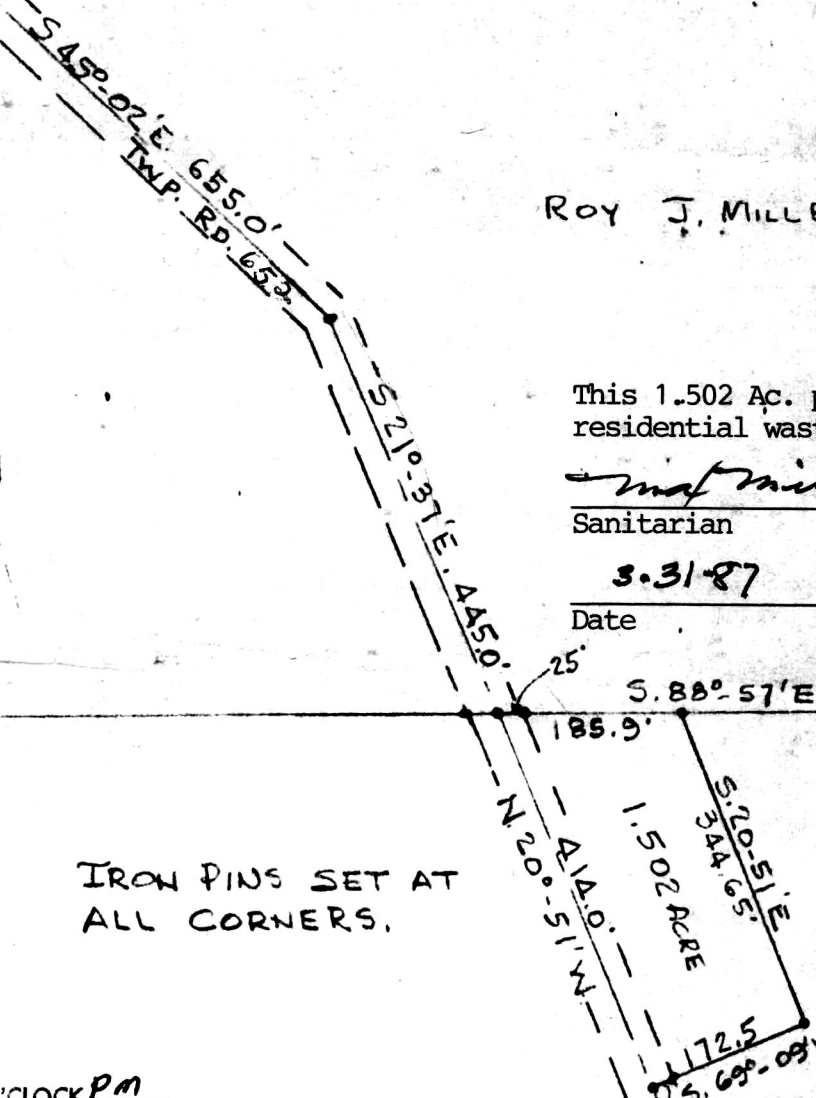 S 45°-02' E. 655.0'
TWP. RD. 653
ROY J. MILLE
This 1.502 Ac. p
residential wast
Sanitarian
3-31-87
Date
S 21°-37' E. 445.0'
25'
S. 88°-57' E
185.9'
S. 20-51' E
344.65'
1.502 ACRE
414.0'
N. 20°-51' W
IRON PINS SET AT
ALL CORNERS.
172.5
S. 69°-09'
O'CLOCK PM